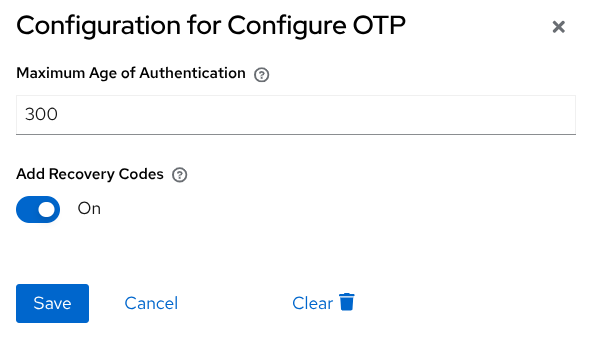 Configuration for Configure OTP
Maximum Age of Authentication
300
Add Recovery Codes
On
Save Cancel Clear